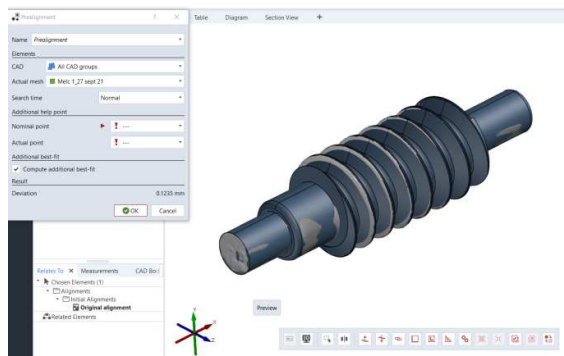 Prealignment ? ×
Table Diagram Section View +
Name Prealignment
Elements
CAD All CAD groups
Actual mesh Melc 1_27 sept 21
Search time Normal
Additional help point
Nominal point ---
Actual point ---
Additional best-fit
Compute additional best-fit
Result
Deviation 0.1235 mm
OK Cancel
Relates To × Measurements CAD Bo
Chosen Elements (1)
Alignments
Initial Alignments
Original alignment
Related Elements
Preview
Y
X
Z